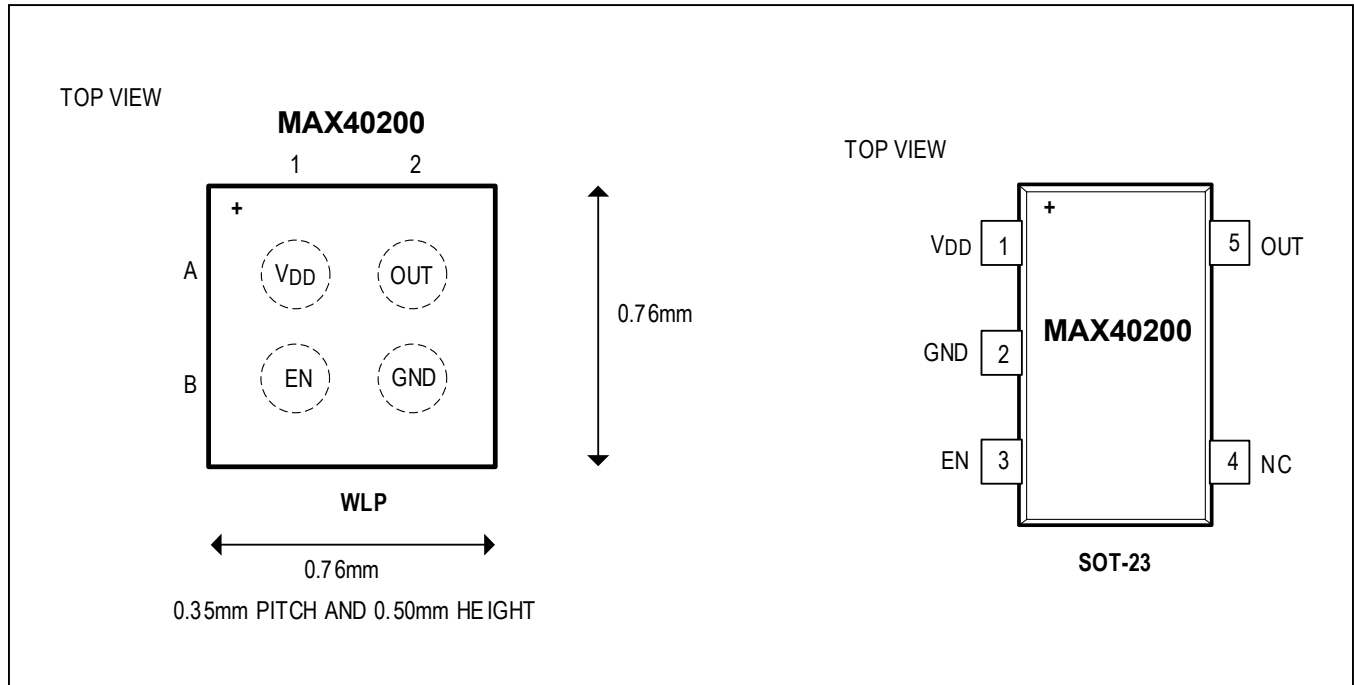 TOP VIEW
MAX40200
1 2
+
A VDD OUT
B EN GND
0.76mm
WLP
0.76mm
0.35mm PITCH AND 0.50mm HEIGHT
TOP VIEW
+
VDD 1 5 OUT
MAX40200
GND 2
EN 3 4 NC
SOT-23